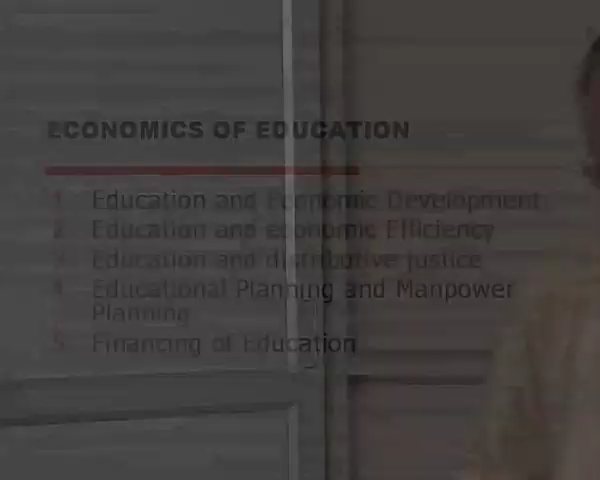 ECONOMICS OF EDUCATION
1. Education and Economic Development
2. Education and economic Efficiency
3. Education and distributive justice
4. Educational Planning and Manpower
Planning
5. Financing of Education